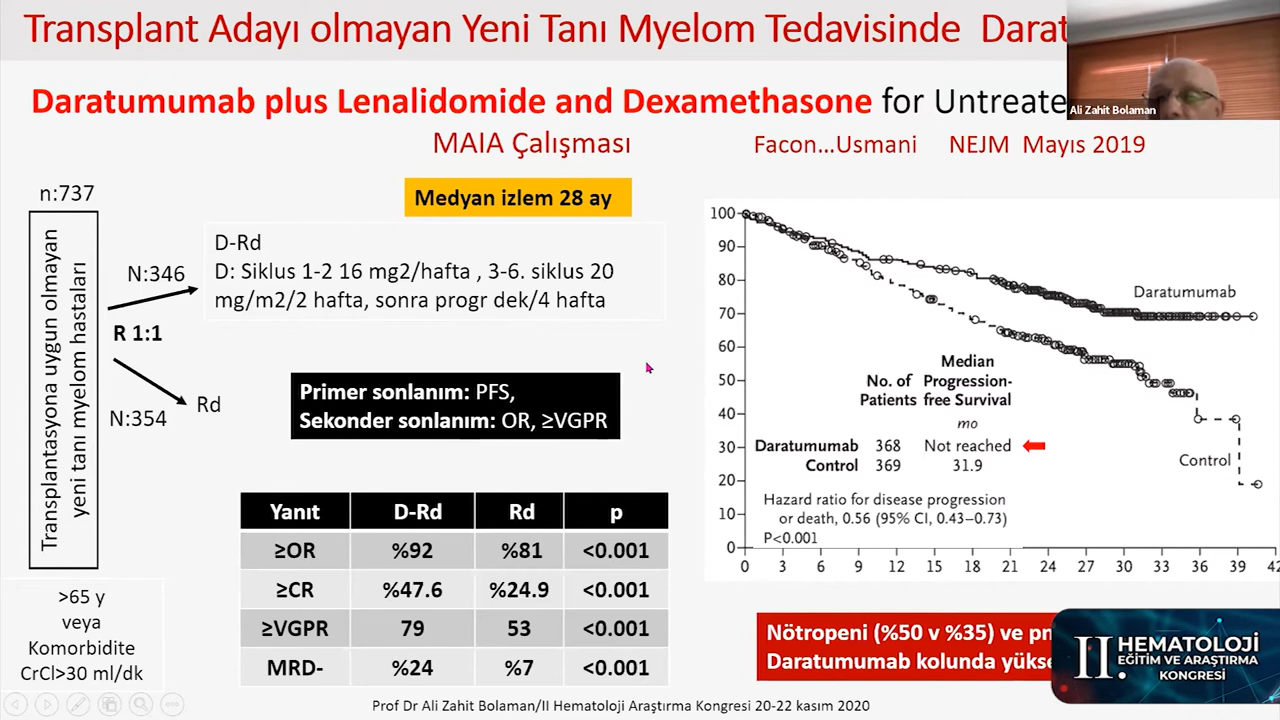 Transplant Adayı olmayan Yeni Tanı Myelom Tedavisinde
Daratumumab plus Lenalidomide and Dexamethasone for
Ali Zahit Bolaman
MAIA Çalışması
Facon...Usmani NEJM Mayıs 2019
n:737
Medyan izlem 28 ay
Transplantasyona uygun olmayan
yeni tanı myelom hastaları
N:346
R 1:1
N:354
D-Rd
D: Siklus 1-2 16 mg2/hafta , 3-6. siklus 20
mg/m2/2 hafta, sonra progr dek/4 hafta
Rd
Primer sonlanım: PFS,
Sekonder sonlanım: OR, ≥VGPR
Yanıt D-Rd Rd p
≥OR %92 %81 <0.001
≥CR %47.6 %24.9 <0.001
≥VGPR 79 53 <0.001
MRD- %24 %7 <0.001
>65 y
veya
Komorbidite
CrCl>30 ml/dk
100
90
80
70
60
50
40
30
20
10
0
0 3 6 9 12 15 18 21 24 27 30 33 36 39 42
Daratumumab
Control
No. of Patients
Median Progression-free Survival
mo
Daratumumab 368 Not reached
Control 369 31.9
Hazard ratio for disease progression
or death, 0.56 (95% CI, 0.43–0.73)
P<0.001
Nötropeni (%50 v %35) ve
Daratumumab kolunda
II. HEMATOLOJİ
EĞİTİM VE ARAŞTIRMA
KONGRESİ
Prof Dr Ali Zahit Bolaman/II Hematoloji Araştırma Kongresi 20-22 kasım 2020